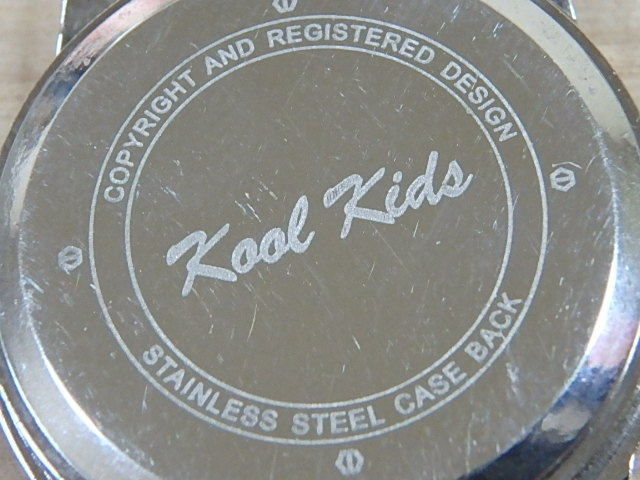 COPYRIGHT AND REGISTERED DESIGN
Kool Kids
STAINLESS STEEL CASE BACK